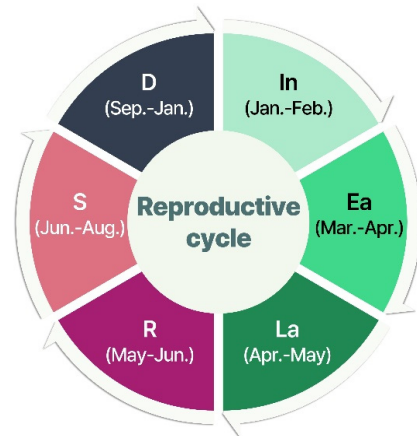 D
(Sep.-Jan.)
In
(Jan.-Feb.)
S
(Jun.-Aug.)
Reproductive
cycle
Ea
(Mar.-Apr.)
R
(May-Jun.)
La
(Apr.-May)